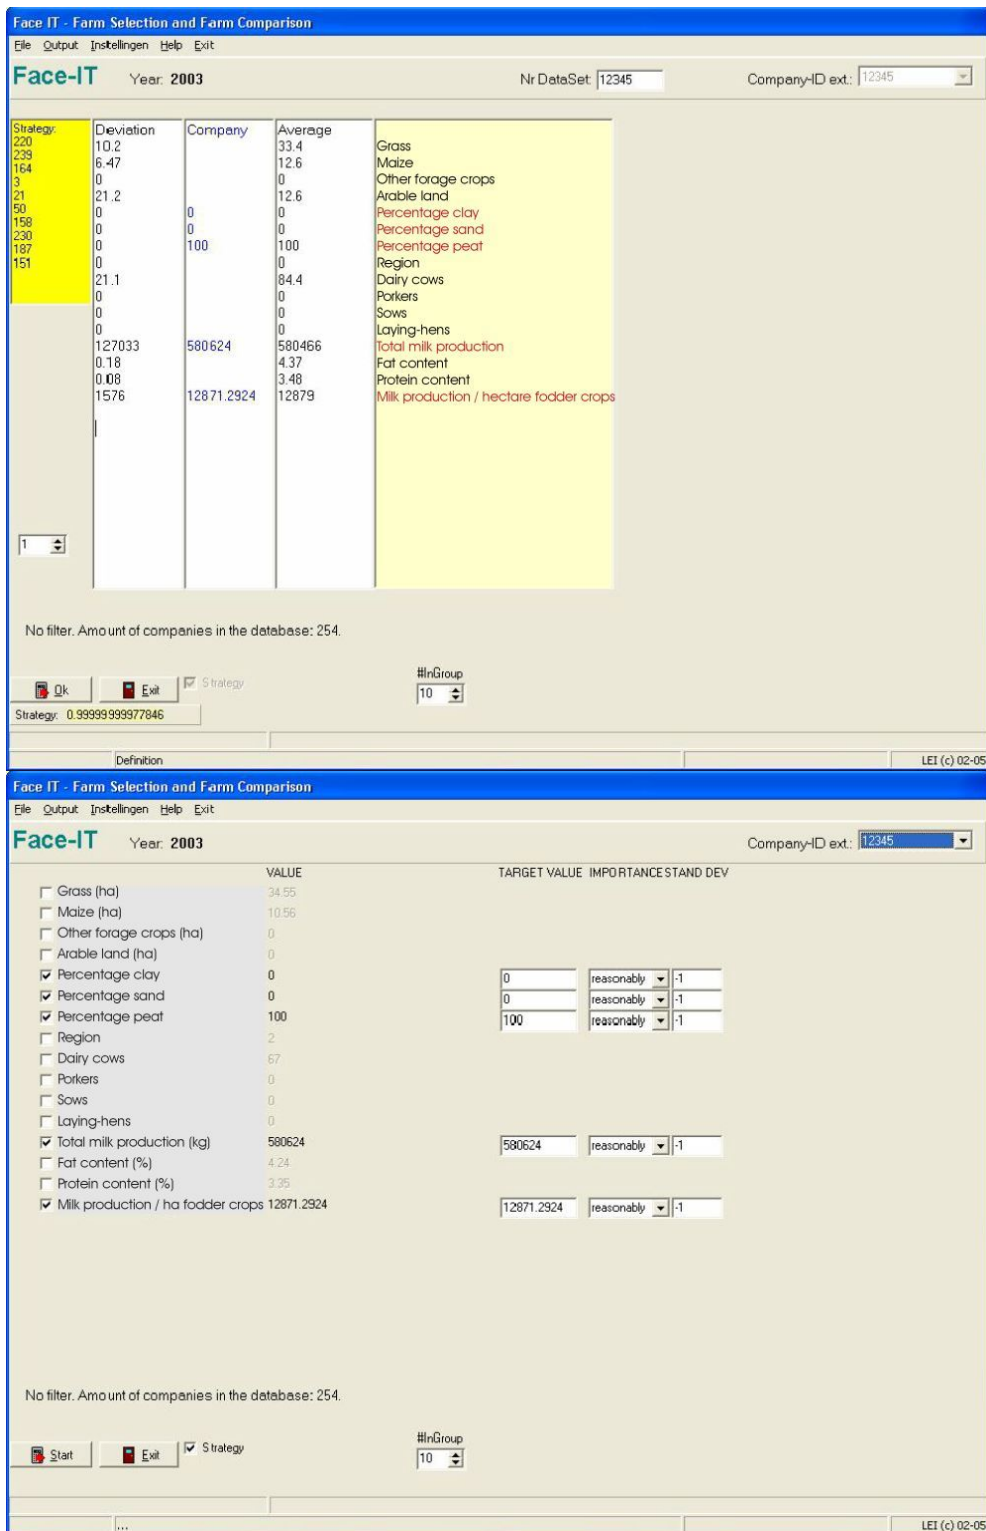 Face IT - Farm Selection and Farm Comparison
File Output Instellingen Help Exit
Face-IT Year: 2003 Nr DataSet: 12345 Company-ID ext.: 12345
Strategy:
220
239
164
3
21
50
158
230
187
151
Deviation Company Average
10.2 33.4 Grass
6.47 12.6 Maize
0 0 Other forage crops
21.2 12.6 Arable land
0 0 0 Percentage clay
0 0 0 Percentage sand
0 100 100 Percentage peat
0 0 Region
21.1 84.4 Dairy cows
0 0 Porkers
0 0 Sows
0 0 Laying-hens
127033 580624 580466 Total milk production
0.18 4.37 Fat content
0.08 3.48 Protein content
1576 12871.2924 12879 Milk production / hectare fodder crops
1
No filter. Amount of companies in the database: 254.
#InGroup
Ok Exit Strategy 10
Strategy: 0.99999999977846
Definition LEI (c) 02-05
Face IT - Farm Selection and Farm Comparison
File Output Instellingen Help Exit
Face-IT Year: 2003 Company-ID ext.: 12345
VALUE TARGET VALUE IMPORTANCE STAND DEV
Grass (ha) 34.55
Maize (ha) 10.56
Other forage crops (ha) 0
Arable land (ha) 0
Percentage clay 0 0 reasonably -1
Percentage sand 0 0 reasonably -1
Percentage peat 100 100 reasonably -1
Region 2
Dairy cows 67
Porkers 0
Sows 0
Laying-hens 0
Total milk production (kg) 580624 580624 reasonably -1
Fat content (%) 4.24
Protein content (%) 3.35
Milk production / ha fodder crops 12871.2924 12871.2924 reasonably -1
No filter. Amount of companies in the database: 254.
#InGroup
Start Exit Strategy 10
... LEI (c) 02-05